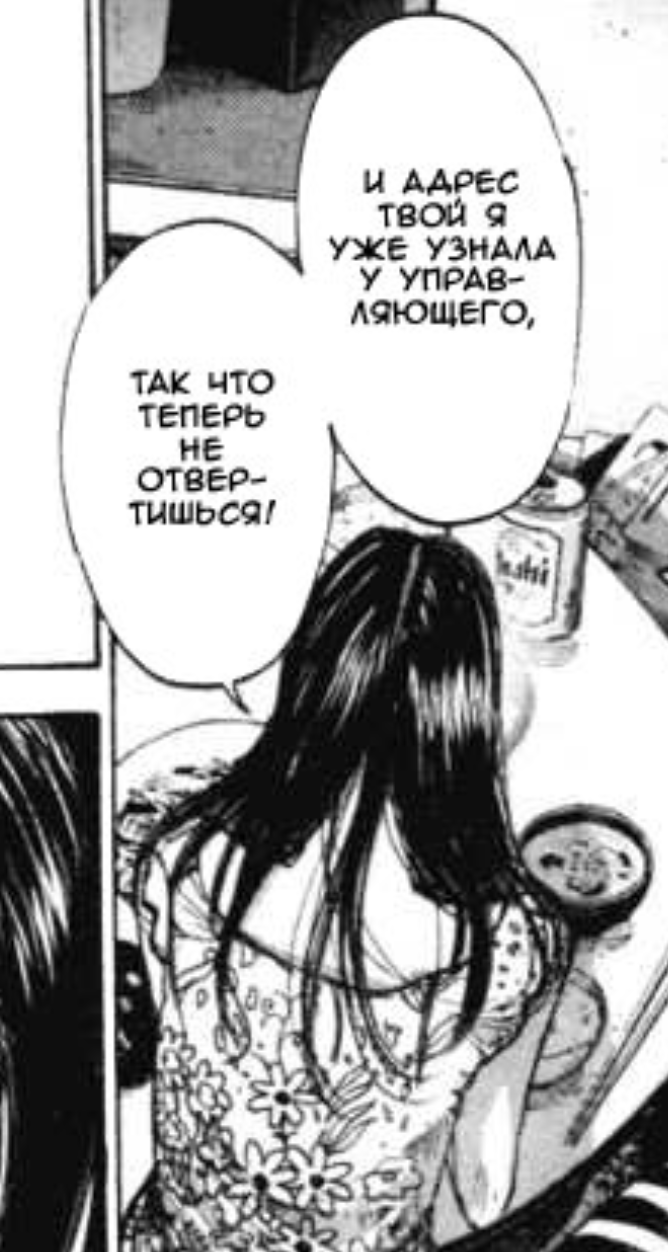 И АДРЕС
ТВОЙ Я
УЖЕ УЗНАЛА
У УПРАВ-
ЛЯЮЩЕГО,
ТАК ЧТО
ТЕПЕРЬ
НЕ
ОТВЕР-
ТИШЬСЯ!